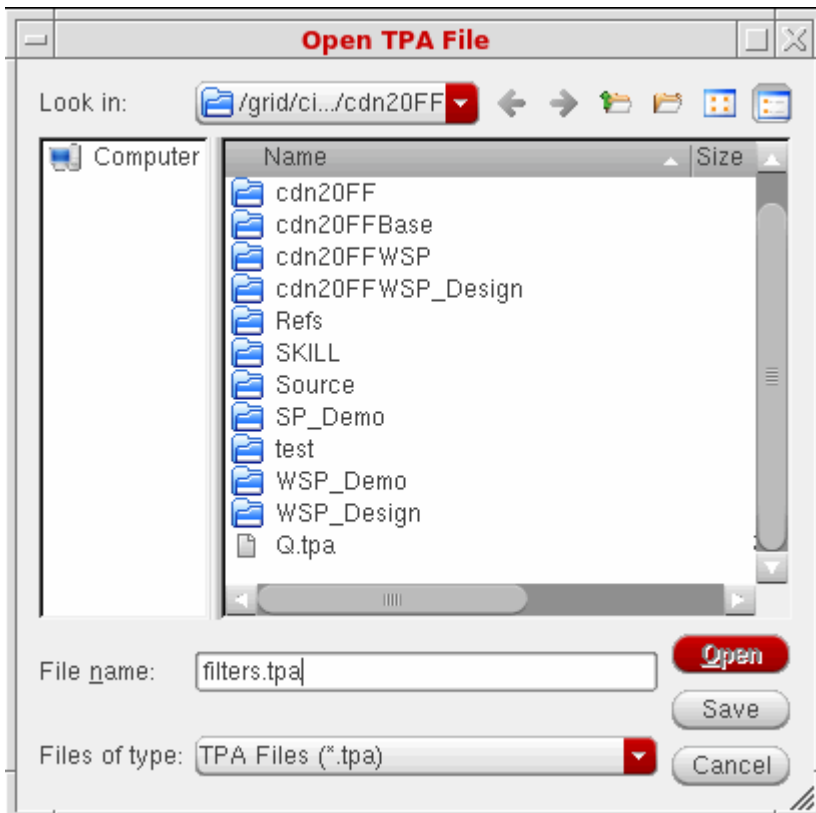 Open TPA File
Look in: /grid/ci.../cdn20FF
Computer
Name Size
cdn20FF
cdn20FFBase
cdn20FFWSP
cdn20FFWSP_Design
Refs
SKILL
Source
SP_Demo
test
WSP_Demo
WSP_Design
Q.tpa
File name: filters.tpa
Open
Save
Files of type: TPA Files (*.tpa)
Cancel